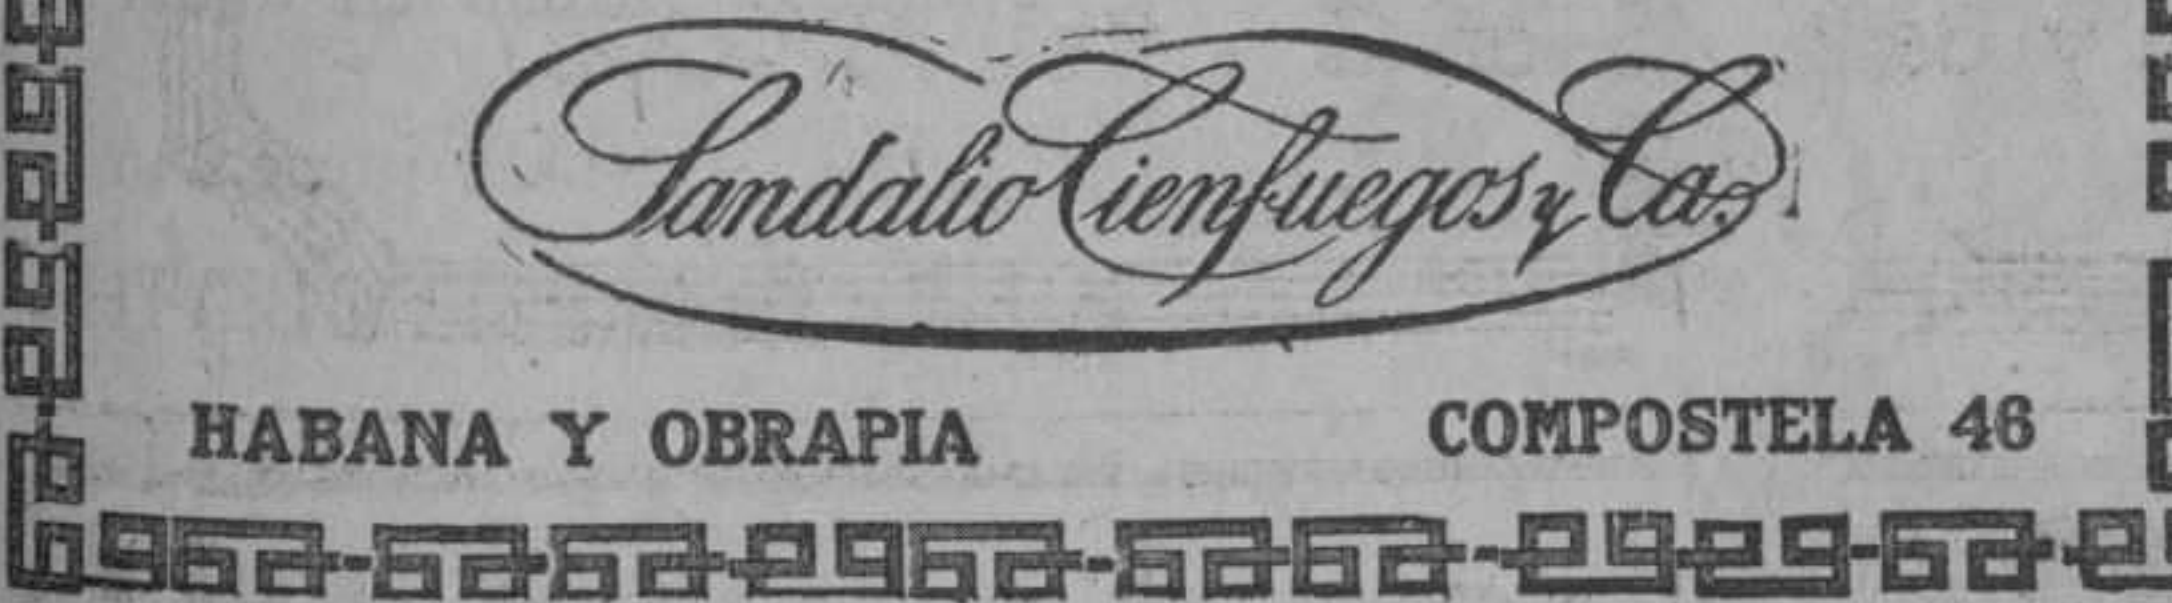 Sandalio Cienfuegos y Ca.
HABANA Y OBRAPIA COMPOSTELA 46